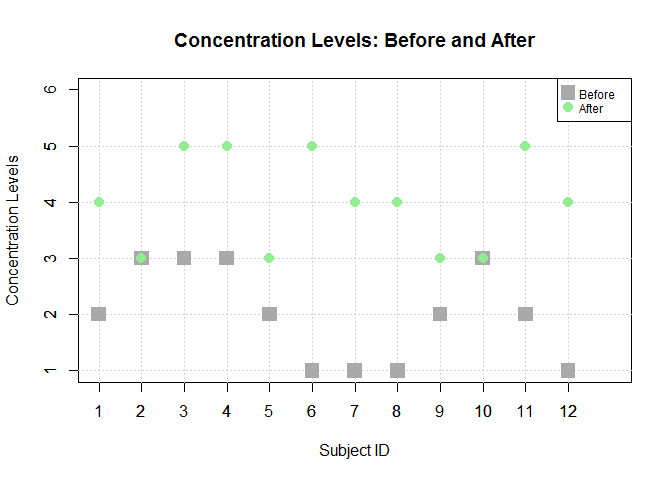 Concentration Levels: Before and After
Before
After
Concentration Levels
6
5
4
3
2
1
1 2 3 4 5 6 7 8 9 10 11 12
Subject ID